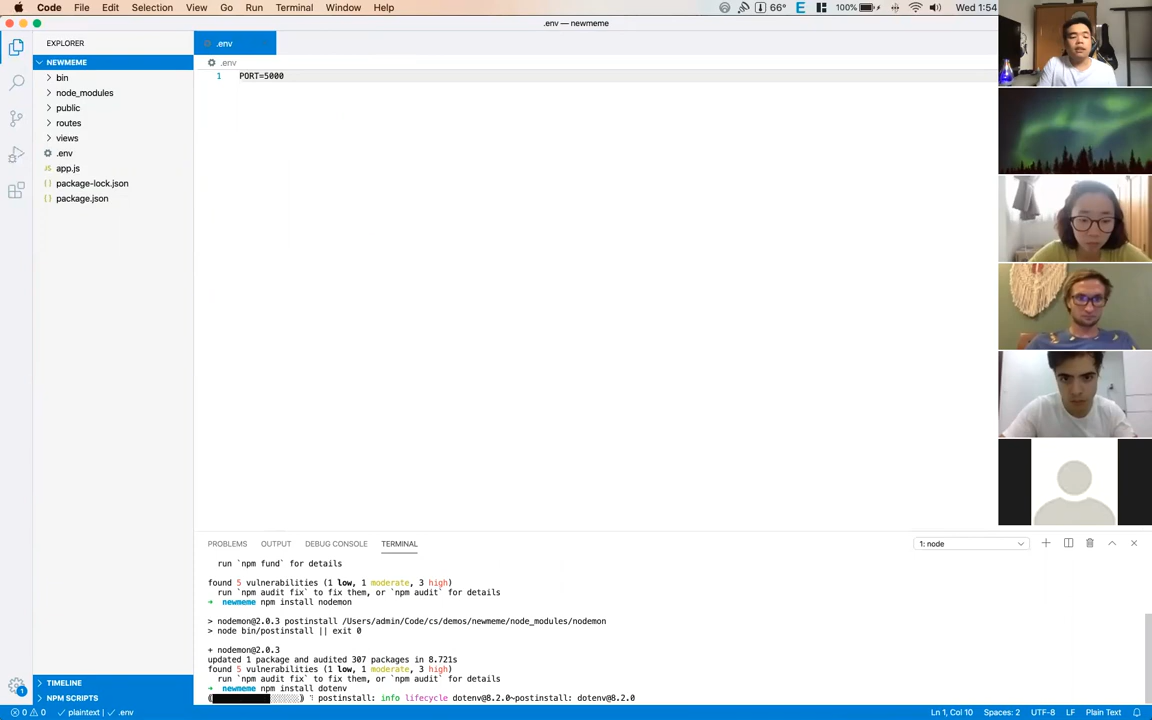 Code File Edit Selection View Go Run Terminal Window Help
66° E 100% Wed 1:54
.env — newmeme
EXPLORER
.env
NEWMEME
.env
bin
1 PORT=5000
node_modules
public
routes
views
.env
JS app.js
{} package-lock.json
{} package.json
PROBLEMS OUTPUT DEBUG CONSOLE TERMINAL
1: node
run `npm fund` for details
found 5 vulnerabilities (1 low, 1 moderate, 3 high)
run `npm audit fix` to fix them, or `npm audit` for details
➜ newmeme npm install nodemon
> nodemon@2.0.3 postinstall /Users/admin/Code/cs/demos/newmeme/node_modules/nodemon
> node bin/postinstall || exit 0
+ nodemon@2.0.3
updated 1 package and audited 307 packages in 8.721s
found 5 vulnerabilities (1 low, 1 moderate, 3 high)
run `npm audit fix` to fix them, or `npm audit` for details
➜ newmeme npm install dotenv
postinstall: info lifecycle dotenv@8.2.0~postinstall: dotenv@8.2.0
TIMELINE
NPM SCRIPTS
1
0 0 plaintext | .env Ln 1, Col 10 Spaces: 2 UTF-8 LF Plain Text